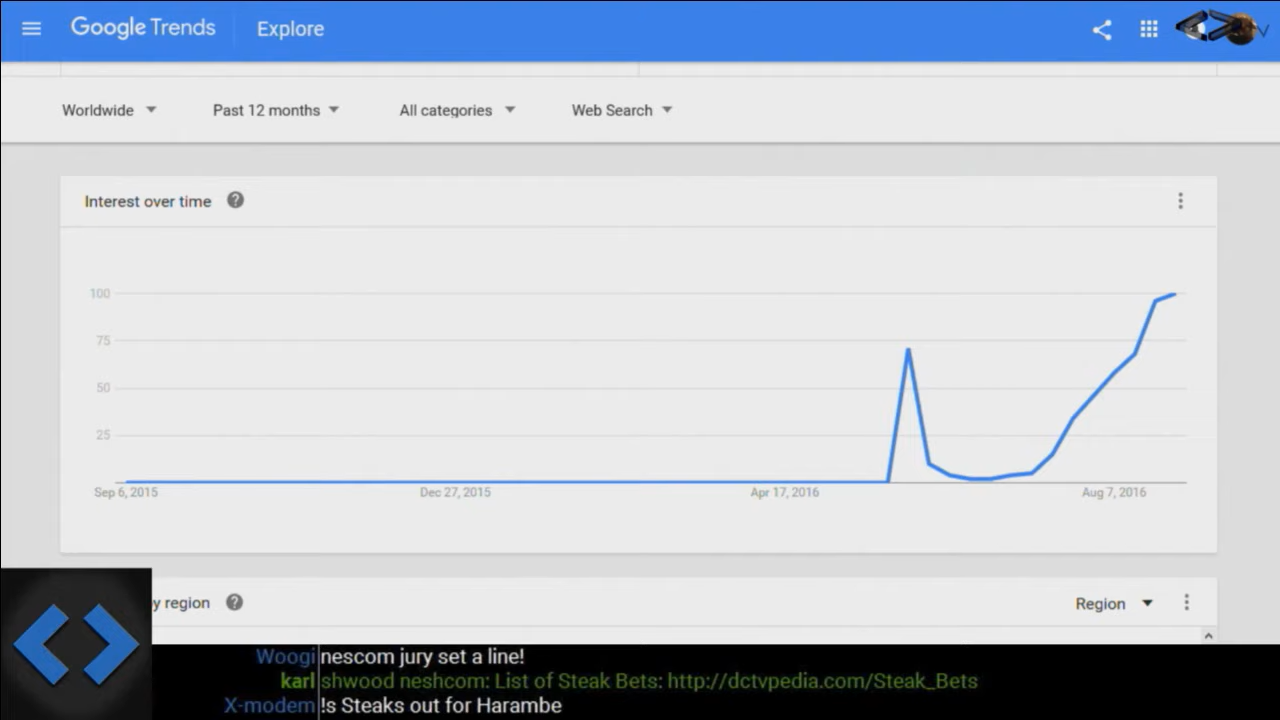 Google Trends Explore
Worldwide Past 12 months All categories Web Search
Interest over time ?
100
75
50
25
Sep 6, 2015 Dec 27, 2015 Apr 17, 2016 Aug 7, 2016
y region ? Region
Woogi nescom jury set a line!
karl shwood neshcom: List of Steak Bets: http://dctvpedia.com/Steak_Bets
X-modem !s Steaks out for Harambe